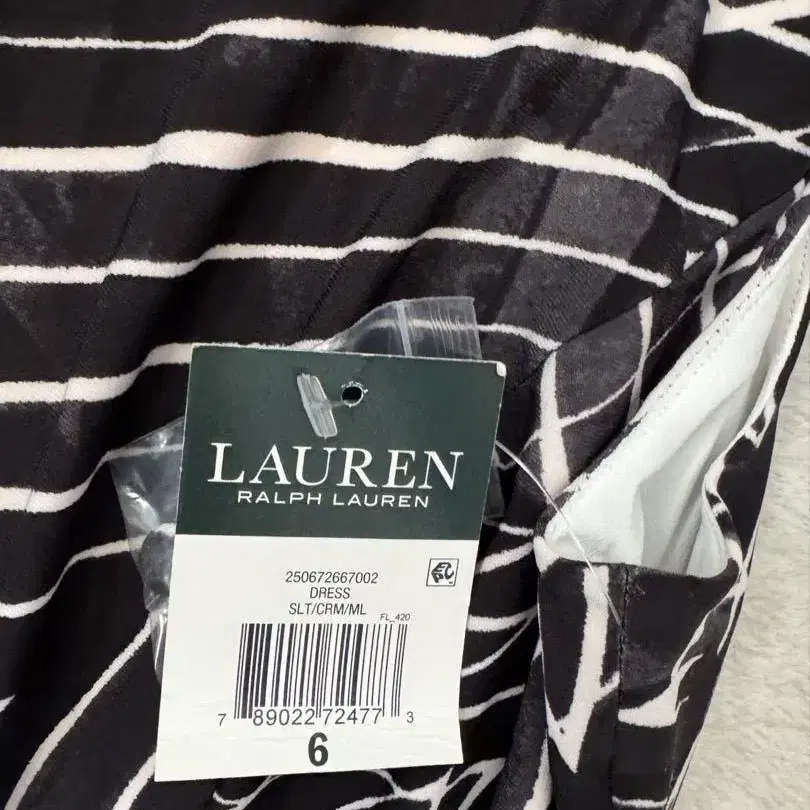 LAUREN
RALPH LAUREN
250672667002
DRESS
SLT/CRM/ML
FL_420
7 89022 72477 3
6